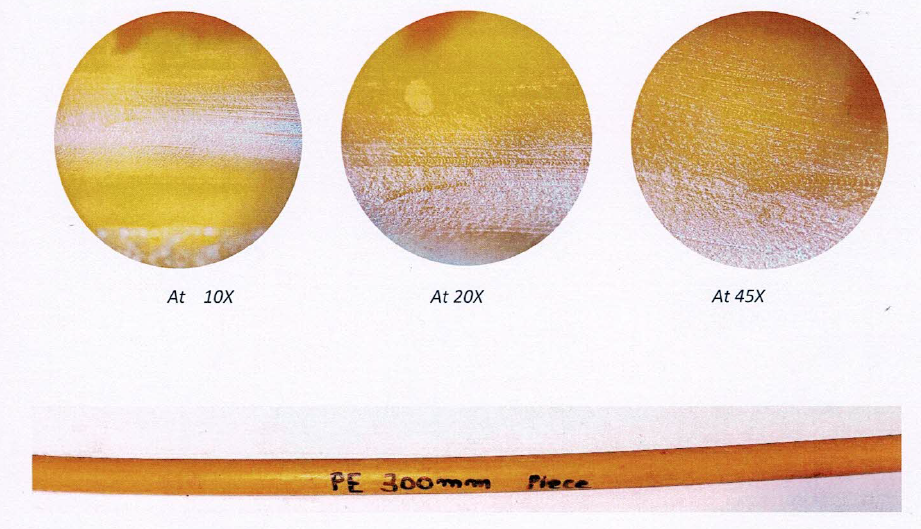 At 10X
At 20X
At 45X
PE 300mm Piece